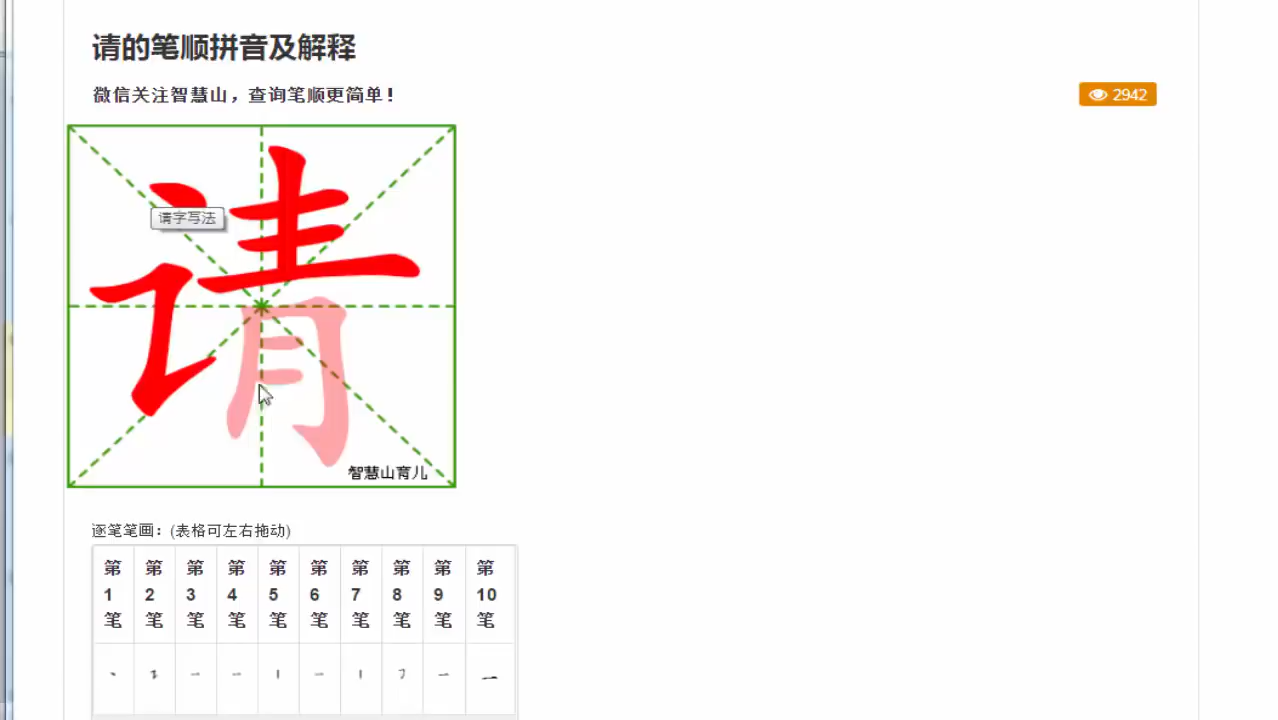 请的笔顺拼音及解释
微信关注智慧山，查询笔顺更简单！
2942
请
请字写法
智慧山育儿
逐笔笔画：(表格可左右拖动)
第1笔 第2笔 第3笔 第4笔 第5笔 第6笔 第7笔 第8笔 第9笔 第10笔